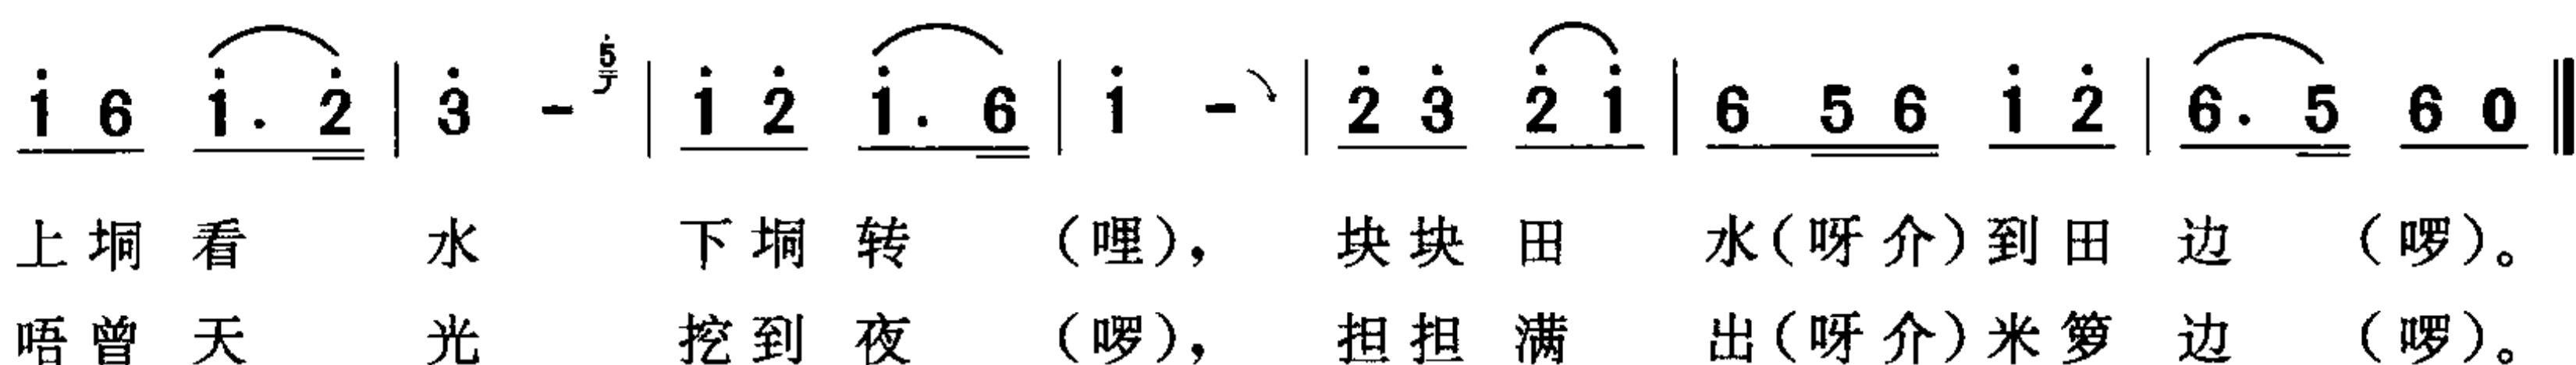 i 6 i. 2̇ | 3̇ - 5̇ | i 2̇ i. 6 | i - | 2̇ 3̇ 2̇ i | 6 5 6 i 2̇ | 6. 5 6 0 ‖
上垌看 水 下垌转 (哩), 块块田 水(呀介)到田 边 (啰)。
唔曾天 光 挖到夜 (啰), 担担满 出(呀介)米箩 边 (啰)。